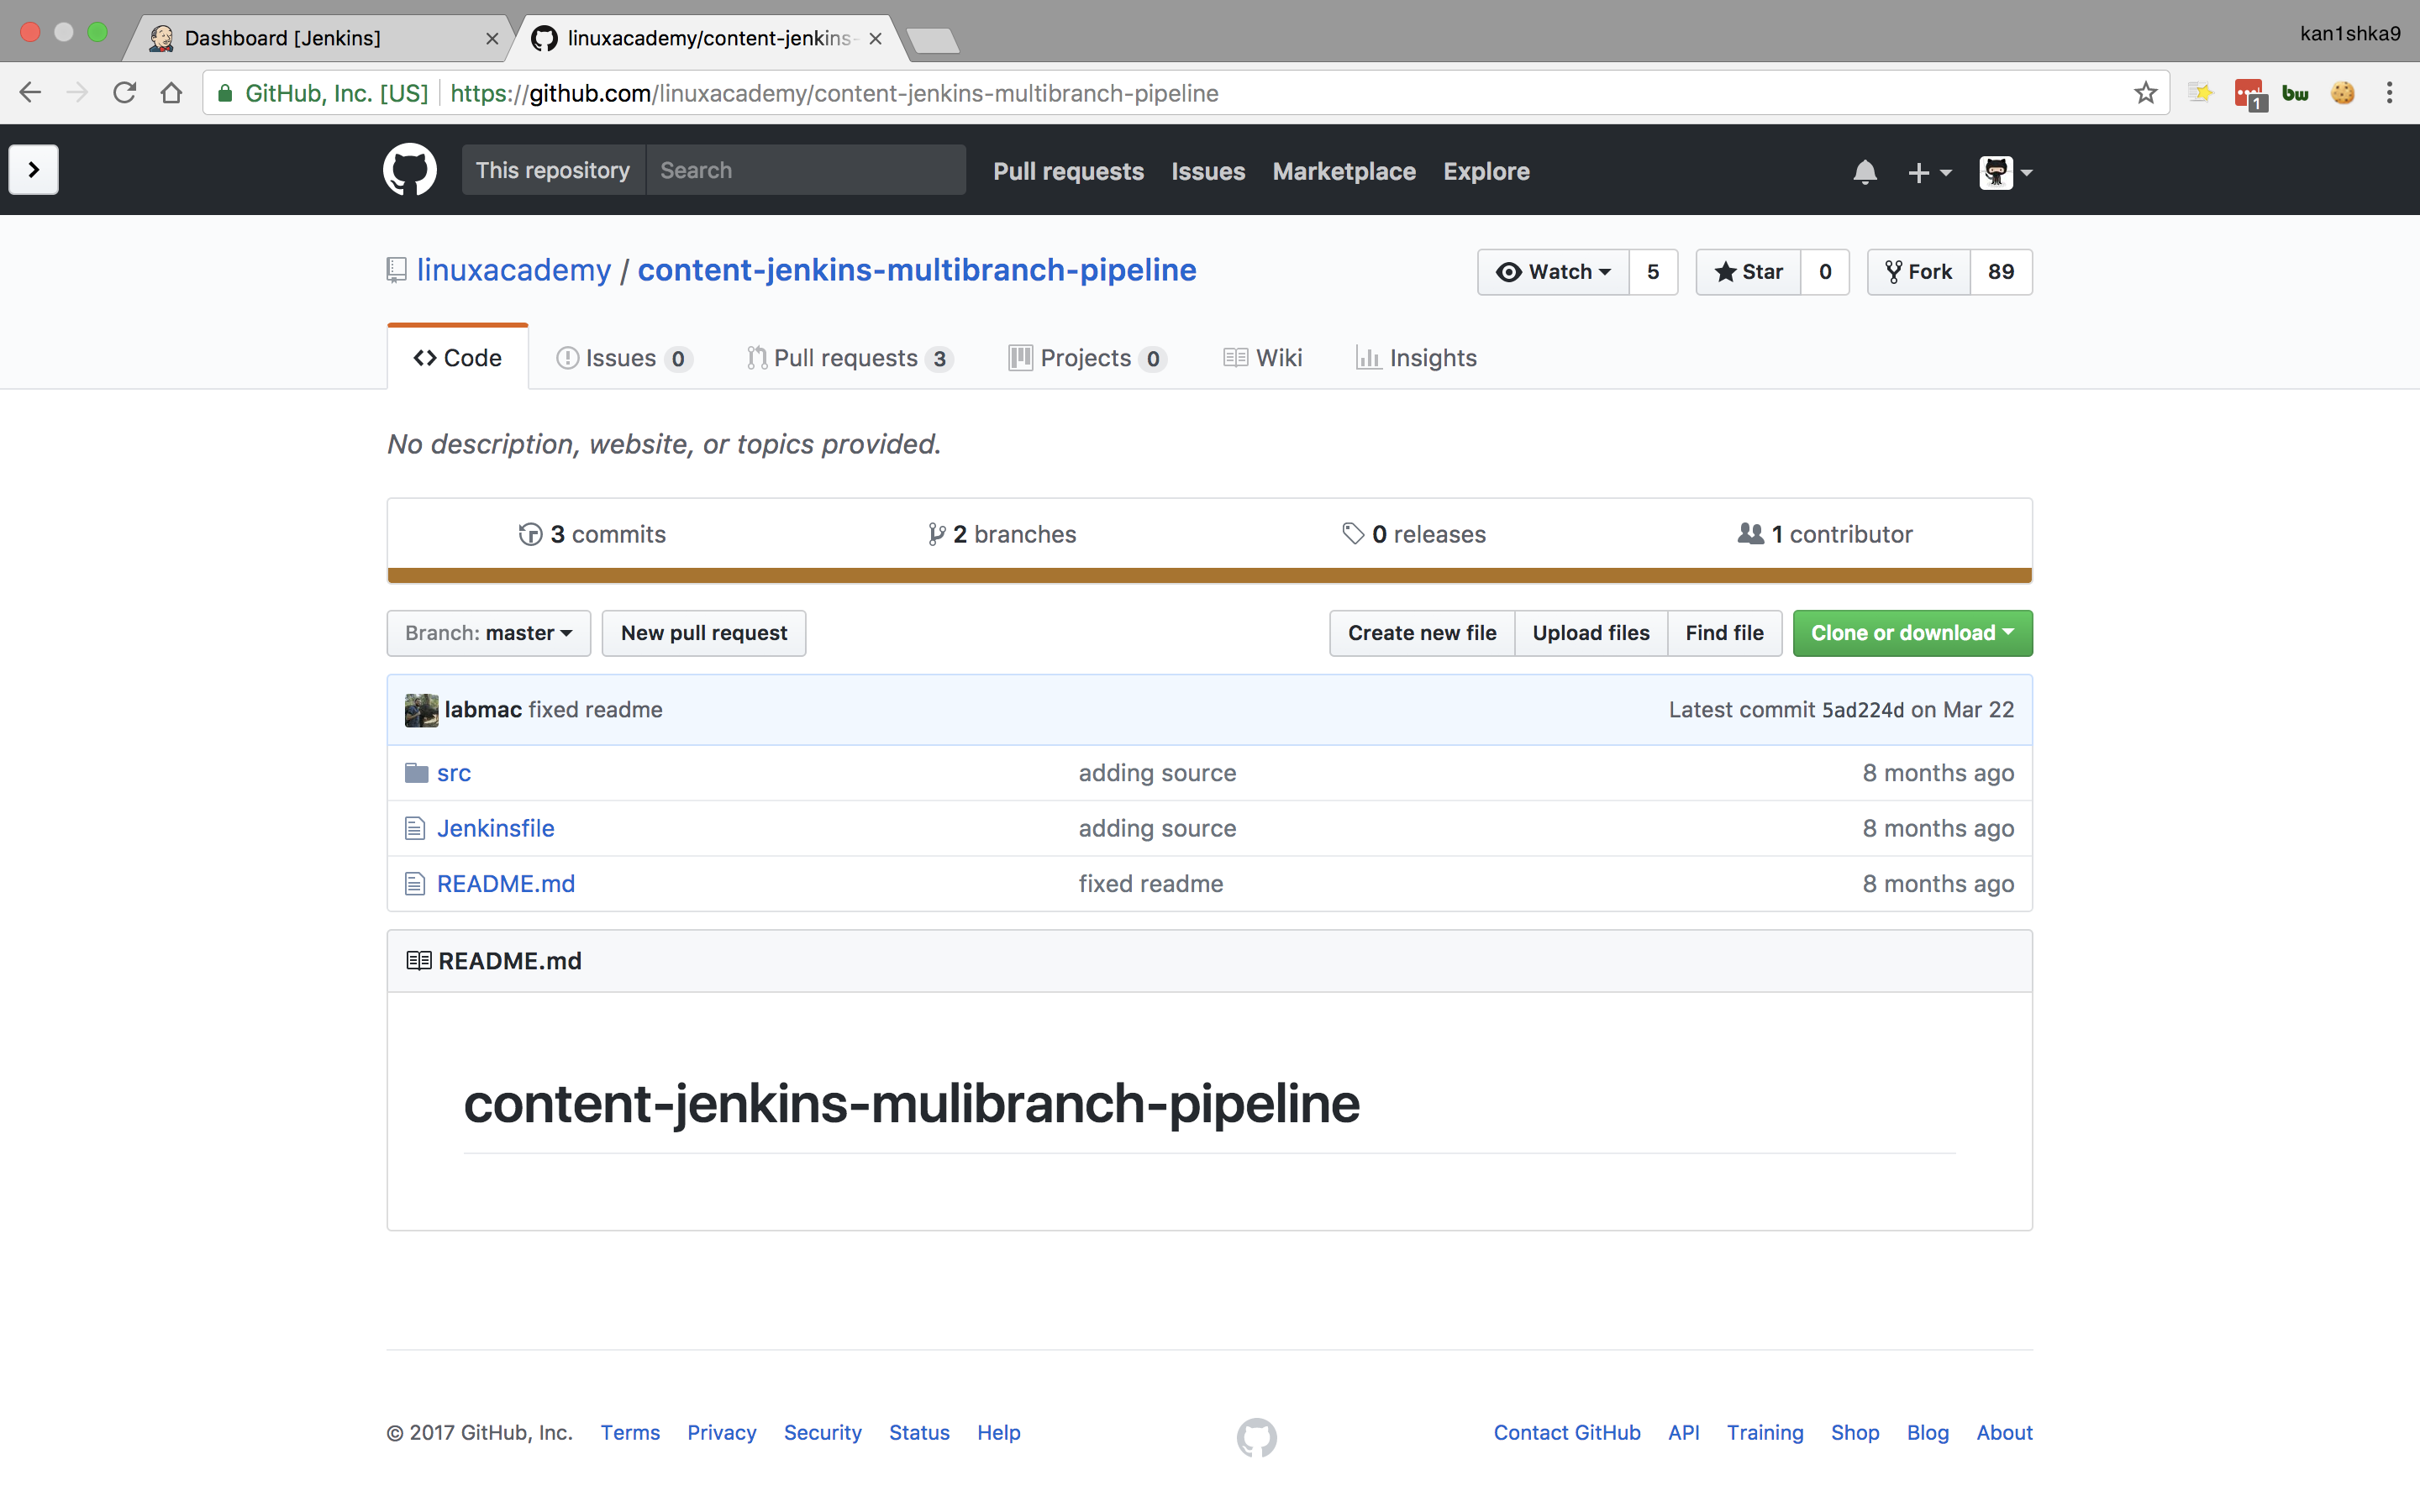 Dashboard [Jenkins]
linuxacademy/content-jenkins-
kan1shka9
GitHub, Inc. [US] https://github.com/linuxacademy/content-jenkins-multibranch-pipeline
1
bw
This repository Search Pull requests Issues Marketplace Explore
linuxacademy / content-jenkins-multibranch-pipeline
Watch 5 Star 0 Fork 89
Code Issues 0 Pull requests 3 Projects 0 Wiki Insights
No description, website, or topics provided.
3 commits 2 branches 0 releases 1 contributor
Branch: master New pull request Create new file Upload files Find file Clone or download
labmac fixed readme Latest commit 5ad224d on Mar 22
src adding source 8 months ago
Jenkinsfile adding source 8 months ago
README.md fixed readme 8 months ago
README.md
content-jenkins-mulibranch-pipeline
© 2017 GitHub, Inc. Terms Privacy Security Status Help Contact GitHub API Training Shop Blog About